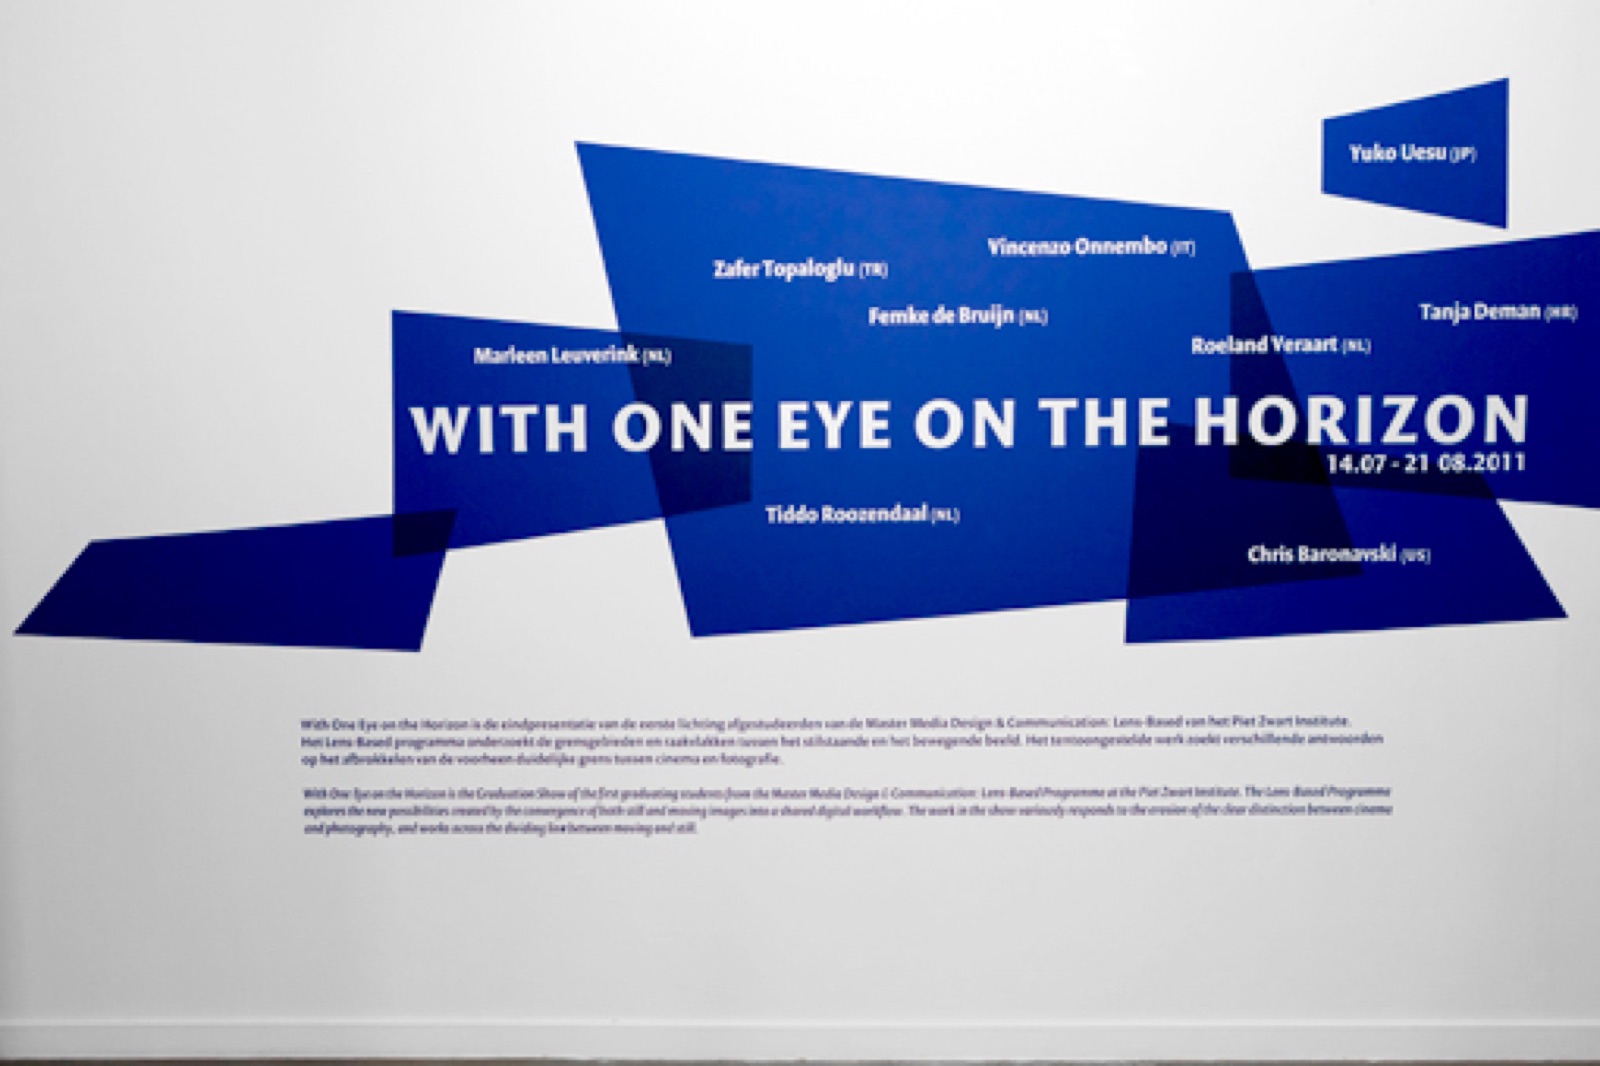 Yuko Uesu (JP)
Vincenzo Onnembo (IT)
Zafer Topaloglu (TR)
Femke de Bruijn (NL)
Tanja Deman (HR)
Roeland Veraart (NL)
Marleen Leuverink (NL)
WITH ONE EYE ON THE HORIZON
14.07 - 21 08.2011
Tiddo Roozendaal (NL)
Chris Baronavski (US)
With One Eye on the Horizon is de eindpresentatie van de eerste lichting afgestudeerden van de Master Media Design & Communication: Lens-Based van het Piet Zwart Institute.
Het Lens-Based programma onderzoekt de grensgebieden en raakvlakken tussen het stilstaande en het bewegende beeld. Het tentoongestelde werk zoekt verschillende antwoorden
op het afbrokkelen van de voorheen duidelijke grens tussen cinema en fotografie.
With One Eye on the Horizon is the Graduation Show of the first graduating students from the Master Media Design & Communication: Lens-Based Programme at the Piet Zwart Institute. The Lens-Based Programme
explores the new possibilities created by the convergence of both still and moving images into a shared digital workflow. The work in the show variously responds to the erosion of the clear distinction between cinema
and photography, and works across the dividing line between moving and still.